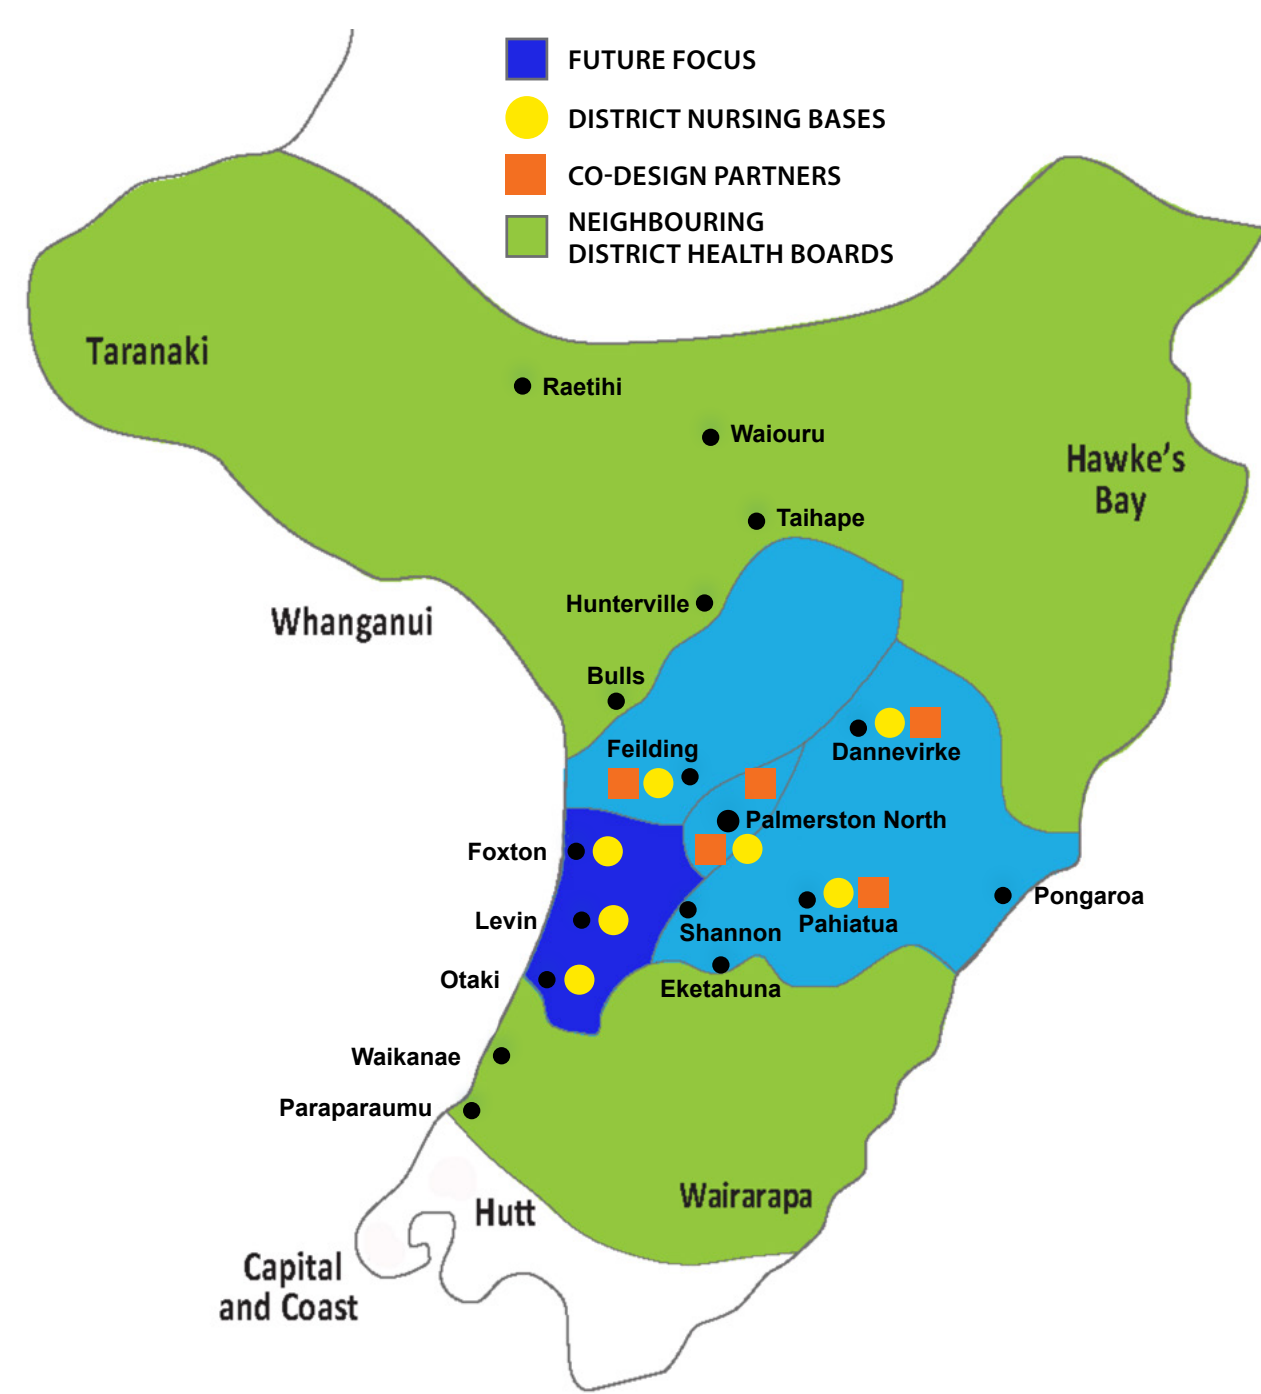 FUTURE FOCUS
DISTRICT NURSING BASES
CO-DESIGN PARTNERS
NEIGHBOURING
DISTRICT HEALTH BOARDS
Taranaki
Raetihi
Waiouru
Hawke's
Bay
Taihape
Hunterville
Whanganui
Bulls
Feilding
Dannevirke
Palmerston North
Foxton
Pongaroa
Levin
Shannon
Pahiatua
Otaki
Eketahuna
Waikanae
Paraparaumu
Wairarapa
Hutt
Capital
and Coast